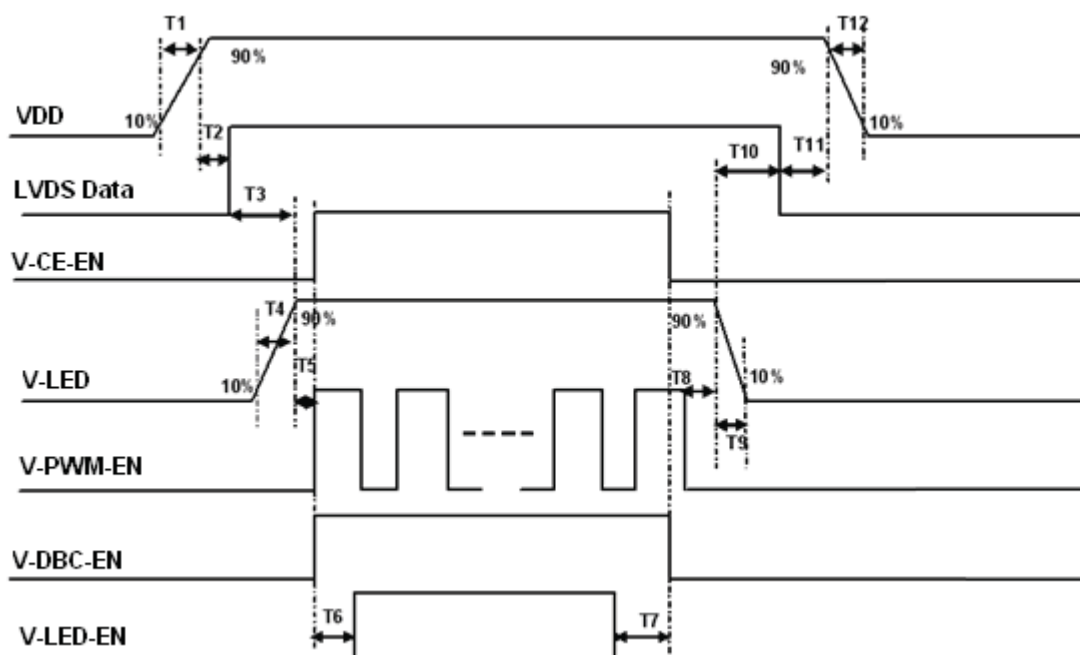 T1
T12
90%
90%
VDD
10%
10%
T2
T10
T11
LVDS Data
T3
V-CE-EN
T4
90%
90%
T5
T8
10%
10%
V-LED
T9
V-PWM-EN
V-DBC-EN
T6
T7
V-LED-EN